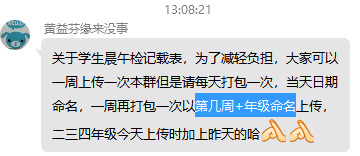 13:08:21
黄益芬缘来没事
关于学生晨午检记载表，为了减轻负担，大家可以
一周上传一次本群但是请每天打包一次，当天日期
命名，一周再打包一次以第几周+年级命名上传，
二三四年级今天上传时加上昨天的哈